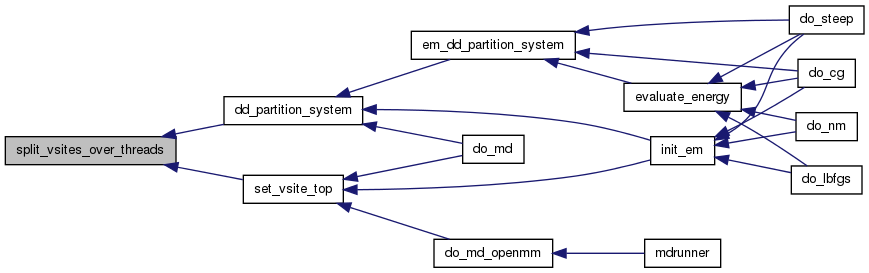 split_vsites_over_threads
dd_partition_system
set_vsite_top
em_dd_partition_system
do_md
do_md_openmm
evaluate_energy
init_em
mdrunner
do_steep
do_cg
do_nm
do_lbfgs